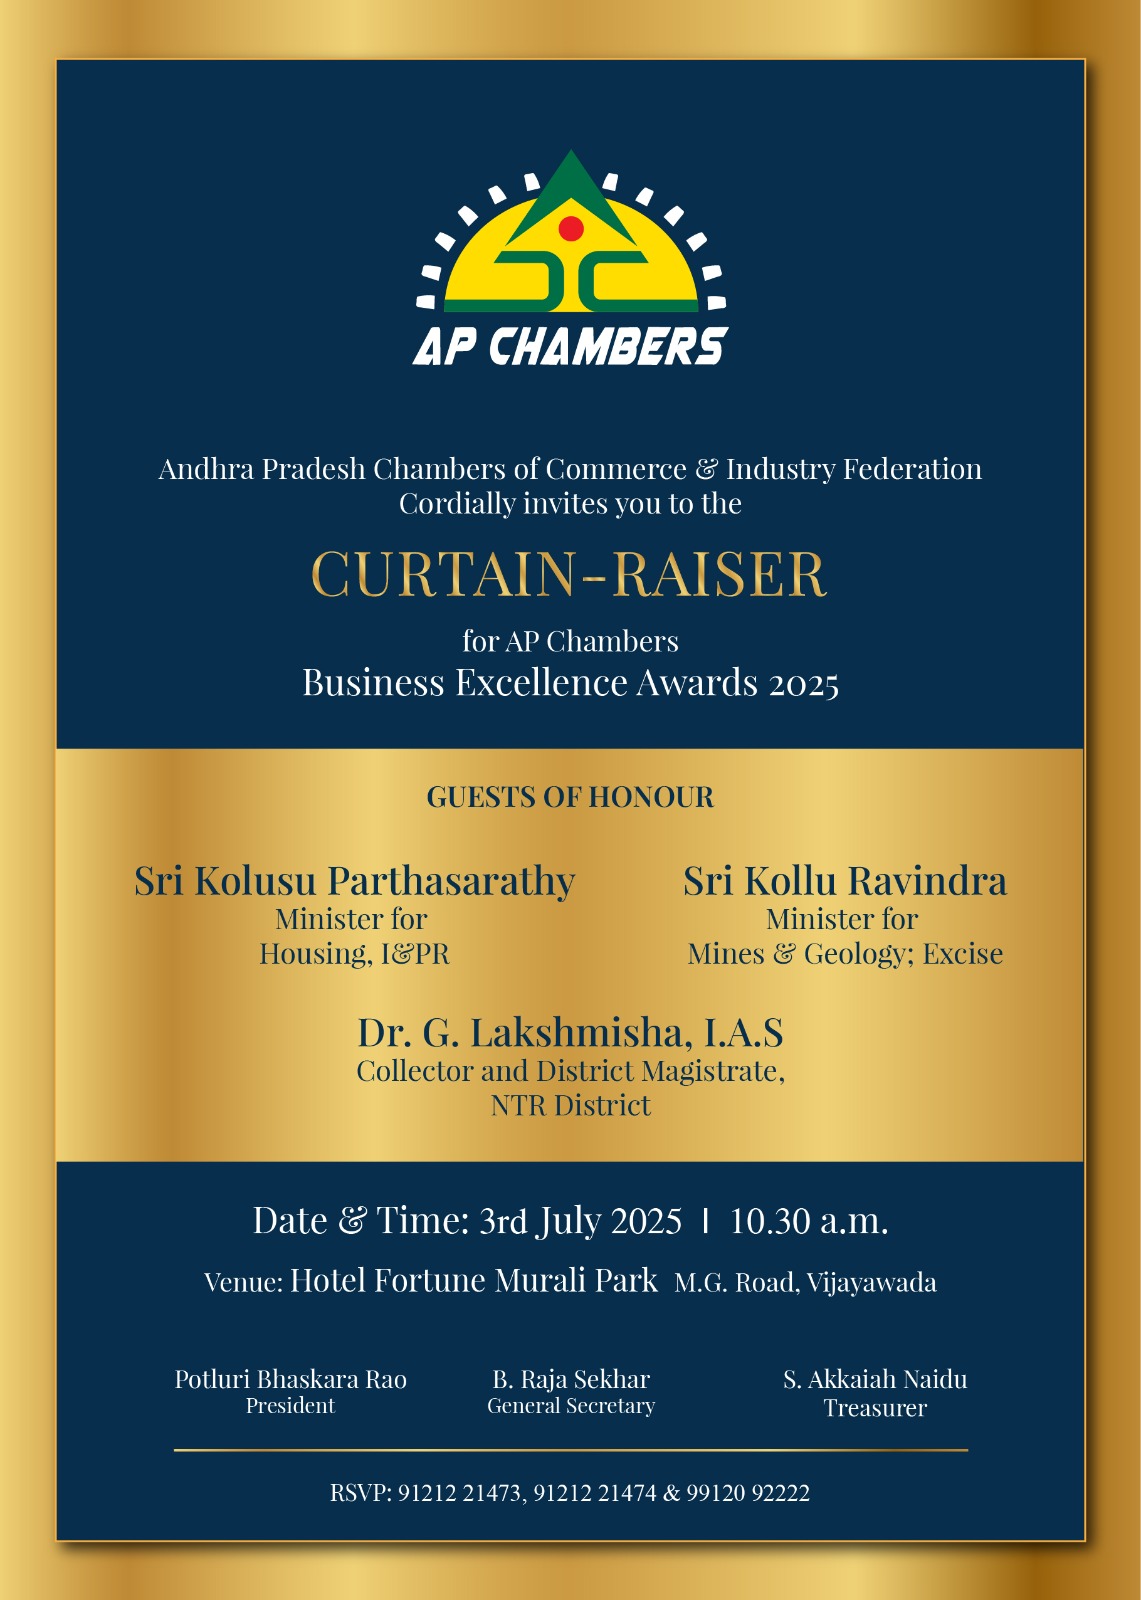 AP CHAMBERS
Andhra Pradesh Chambers of Commerce & Industry Federation
Cordially invites you to the
CURTAIN-RAISER
for AP Chambers
Business Excellence Awards 2025
GUESTS OF HONOUR
Sri Kolusu Parthasarathy
Minister for
Housing, I&PR
Sri Kollu Ravindra
Minister for
Mines & Geology; Excise
Dr. G. Lakshmisha, I.A.S
Collector and District Magistrate,
NTR District
Date & Time: 3rd July 2025 | 10.30 a.m.
Venue: Hotel Fortune Murali Park M.G. Road, Vijayawada
Potluri Bhaskara Rao
President
B. Raja Sekhar
General Secretary
S. Akkaiah Naidu
Treasurer
RSVP: 91212 21473, 91212 21474 & 99120 92222